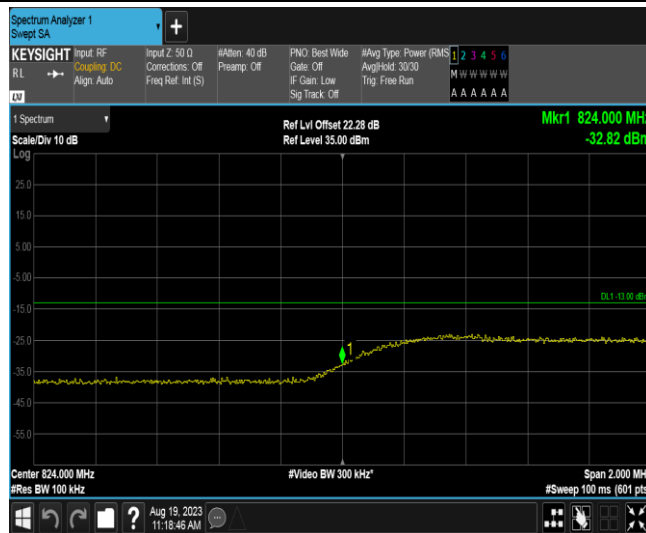 Spectrum Analyzer 1
Swept SA
KEYSIGHT
RL
Input: RF
Coupling: DC
Align: Auto
Input Z: 50 Ω
Corrections: Off
Freq Ref: Int (S)
#Atten: 40 dB
Preamp: Off
PNO: Best Wide
Gate: Off
IF Gain: Low
Sig Track: Off
#Avg Type: Power (RMS
Avg|Hold: 30/30
Trig: Free Run
1 2 3 4 5 6
M W W W W W
A A A A A A
LXI
1 Spectrum
Scale/Div 10 dB
Log
Ref Lvl Offset 22.28 dB
Ref Level 35.00 dBm
Mkr1 824.000 MHz
-32.82 dBm
25.0
15.0
5.00
-5.00
-15.0
-25.0
-35.0
-45.0
-55.0
DL1 -13.00 dBm
1
Center 824.000 MHz
#Res BW 100 kHz
#Video BW 300 kHz*
Span 2.000 MHz
#Sweep 100 ms (601 pts)
Aug 19, 2023
11:18:46 AM